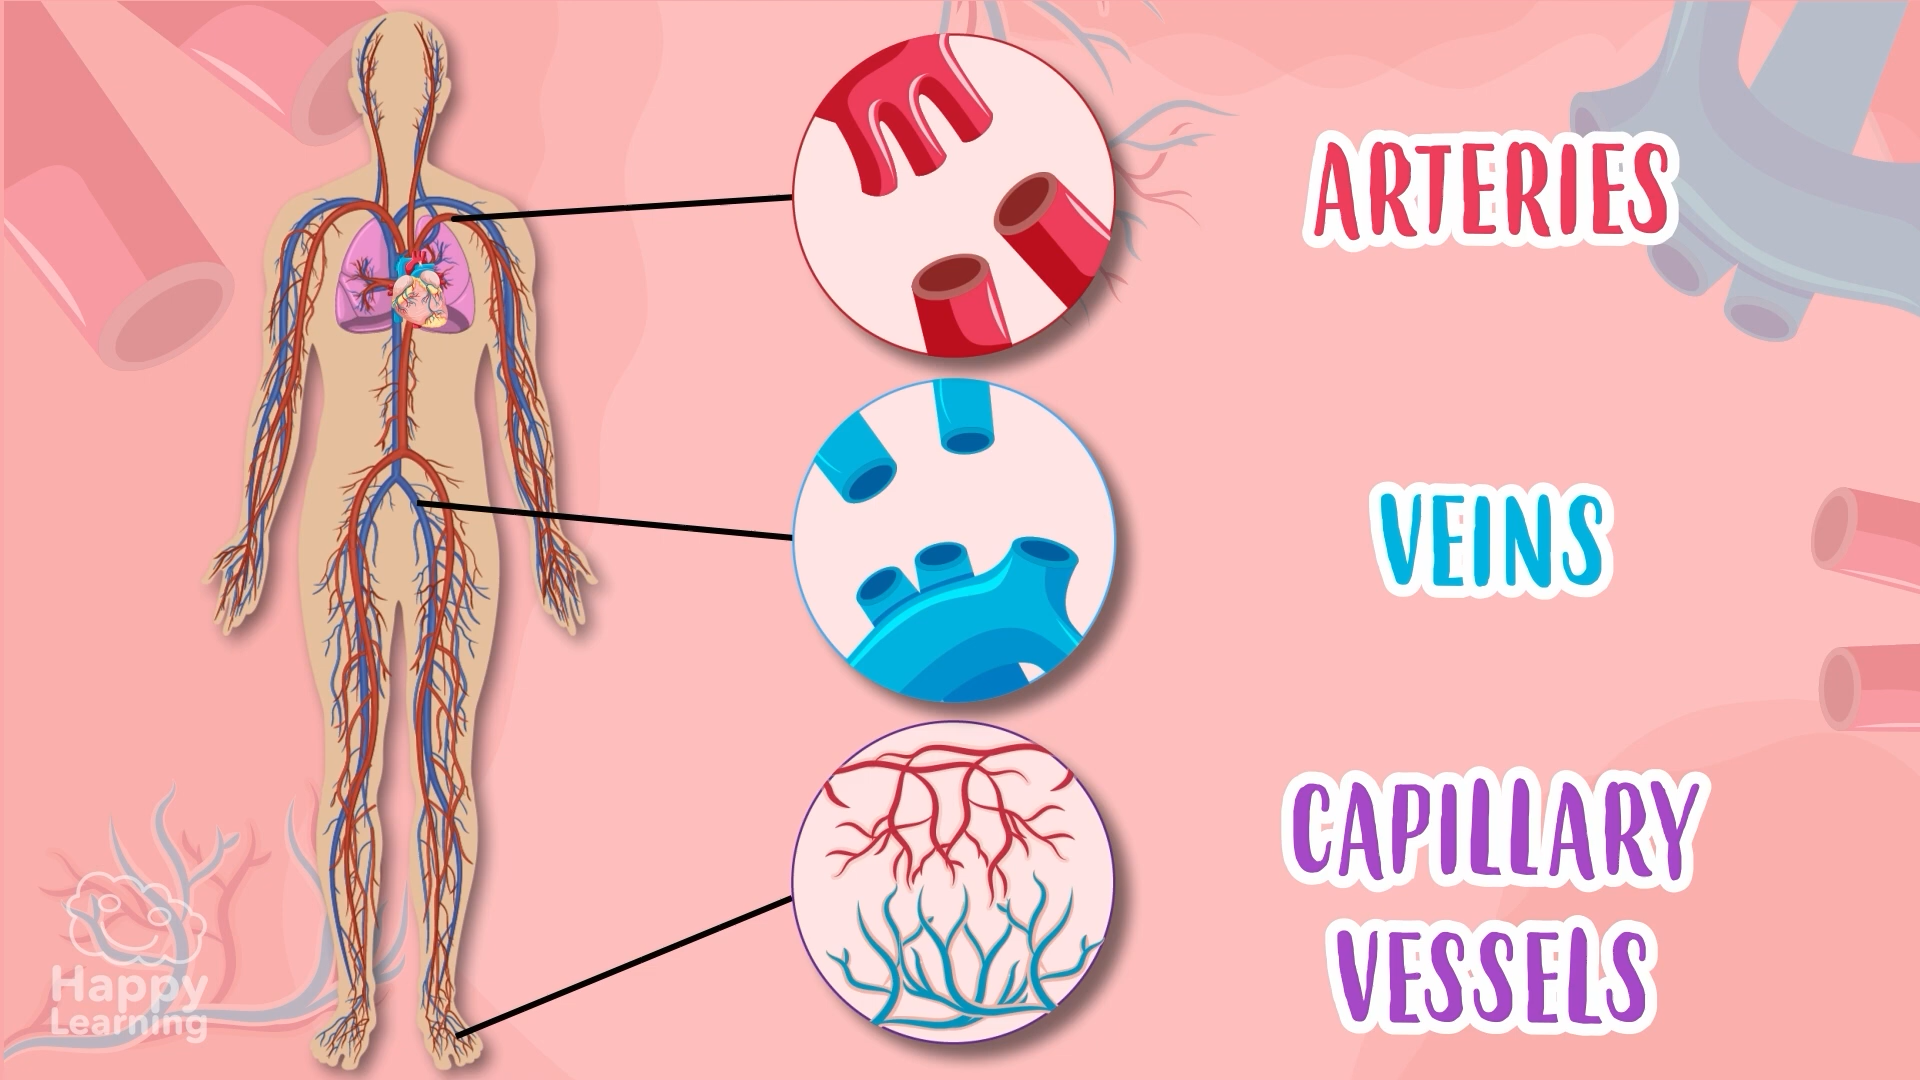 ARTERIES
VEINS
CAPILLARY
VESSELS
Happy
Learning